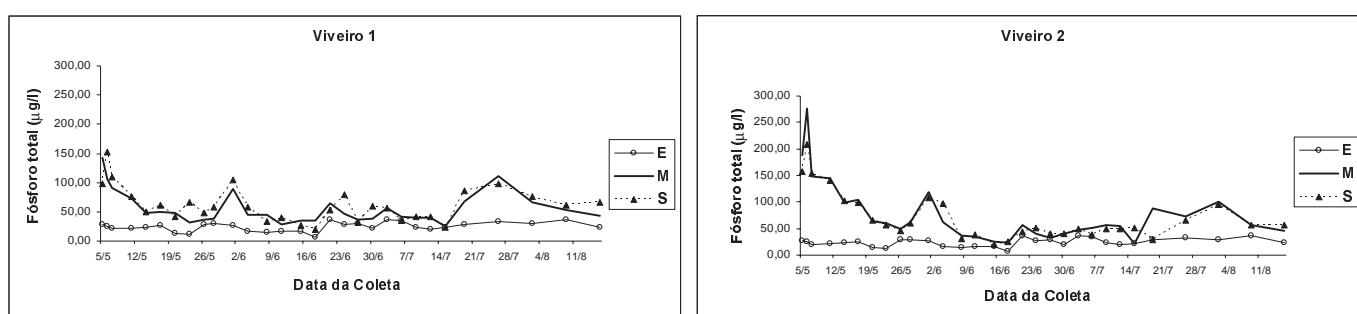 Viveiro 1
Fósforo total (µg/l)
300,00
250,00
200,00
150,00
100,00
50,00
0,00
5/5 12/5 19/5 26/5 2/6 9/6 16/6 23/6 30/6 7/7 14/7 21/7 28/7 4/8 11/8
Data da Coleta
E
M
S
Viveiro 2
Fósforo total (µg/l)
300,00
250,00
200,00
150,00
100,00
50,00
0,00
5/5 12/5 19/5 26/5 2/6 9/6 16/6 23/6 30/6 7/7 14/7 21/7 28/7 4/8 11/8
Data da Coleta
E
M
S